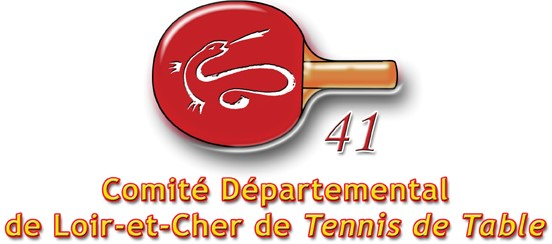 41
Comité Départemental
de Loir-et-Cher de Tennis de Table